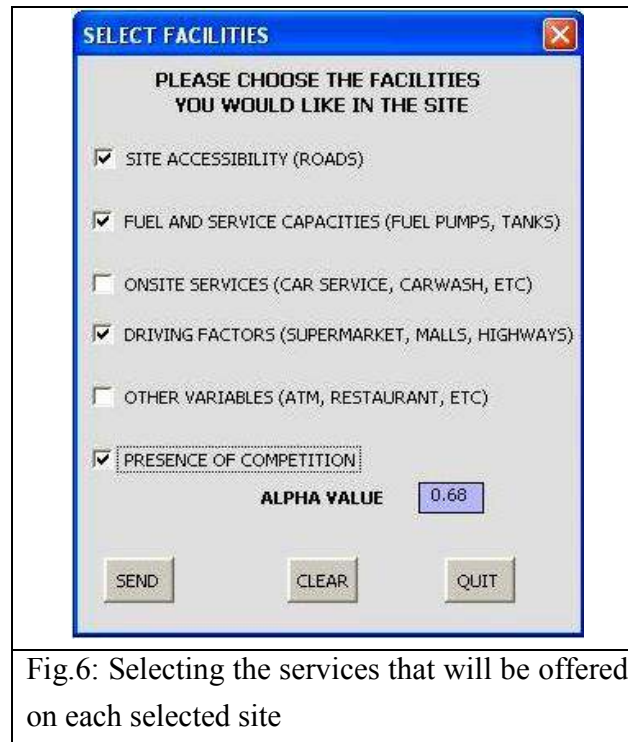 SELECT FACILITIES
PLEASE CHOOSE THE FACILITIES
YOU WOULD LIKE IN THE SITE
SITE ACCESSIBILITY (ROADS)
FUEL AND SERVICE CAPACITIES (FUEL PUMPS, TANKS)
ONSITE SERVICES (CAR SERVICE, CARWASH, ETC)
DRIVING FACTORS (SUPERMARKET, MALLS, HIGHWAYS)
OTHER VARIABLES (ATM, RESTAURANT, ETC)
PRESENCE OF COMPETITION
ALPHA VALUE 0.68
SEND CLEAR QUIT
Fig.6: Selecting the services that will be offered
on each selected site